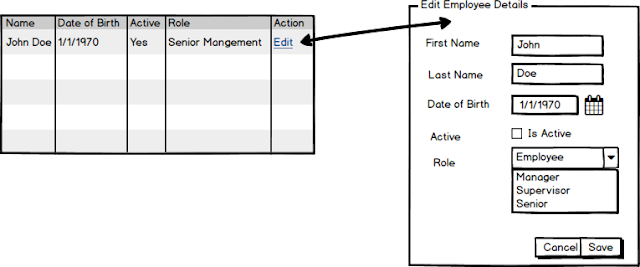 Name Date of Birth Active Role Action
John Doe 1/1/1970 Yes Senior Mangement Edit
Edit Employee Details
First Name John
Last Name Doe
Date of Birth 1/1/1970
Active Is Active
Role Employee
Manager
Supervisor
Senior
Cancel Save